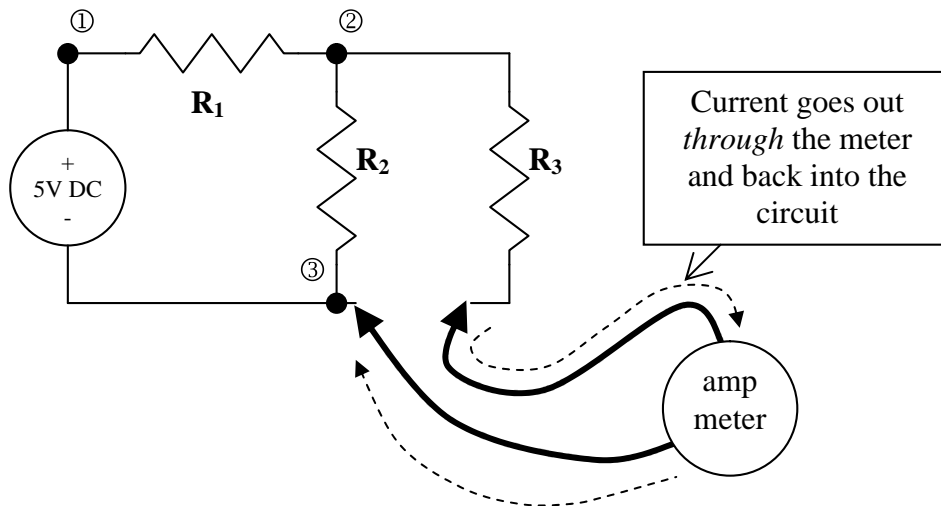 ① ②
R1
R2
R3
+
5V DC
-
③
Current goes out
through the meter
and back into the
circuit
amp
meter